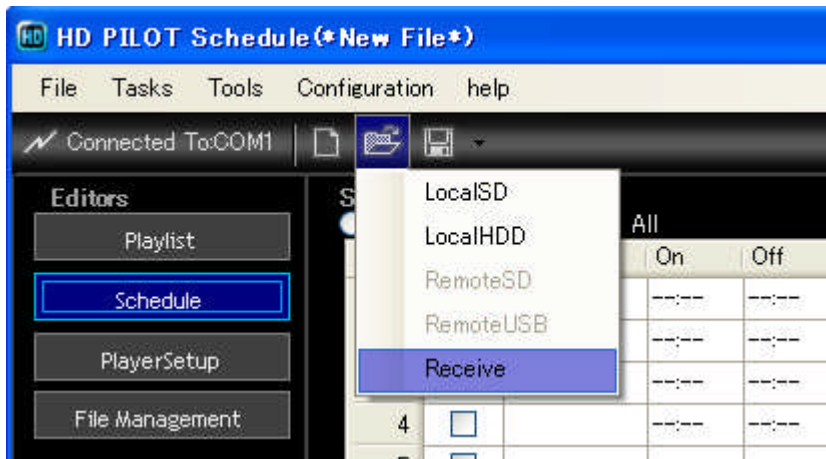 HD HD PILOT Schedule(*New File*)
File Tasks Tools Configuration help
Connected To:COM1
Editors
Playlist
Schedule
PlayerSetup
File Management
LocalSD
LocalHDD
RemoteSD
RemoteUSB
Receive
All
On Off
--:-- --:--
--:-- --:--
--:-- --:--
4 --:-- --:--